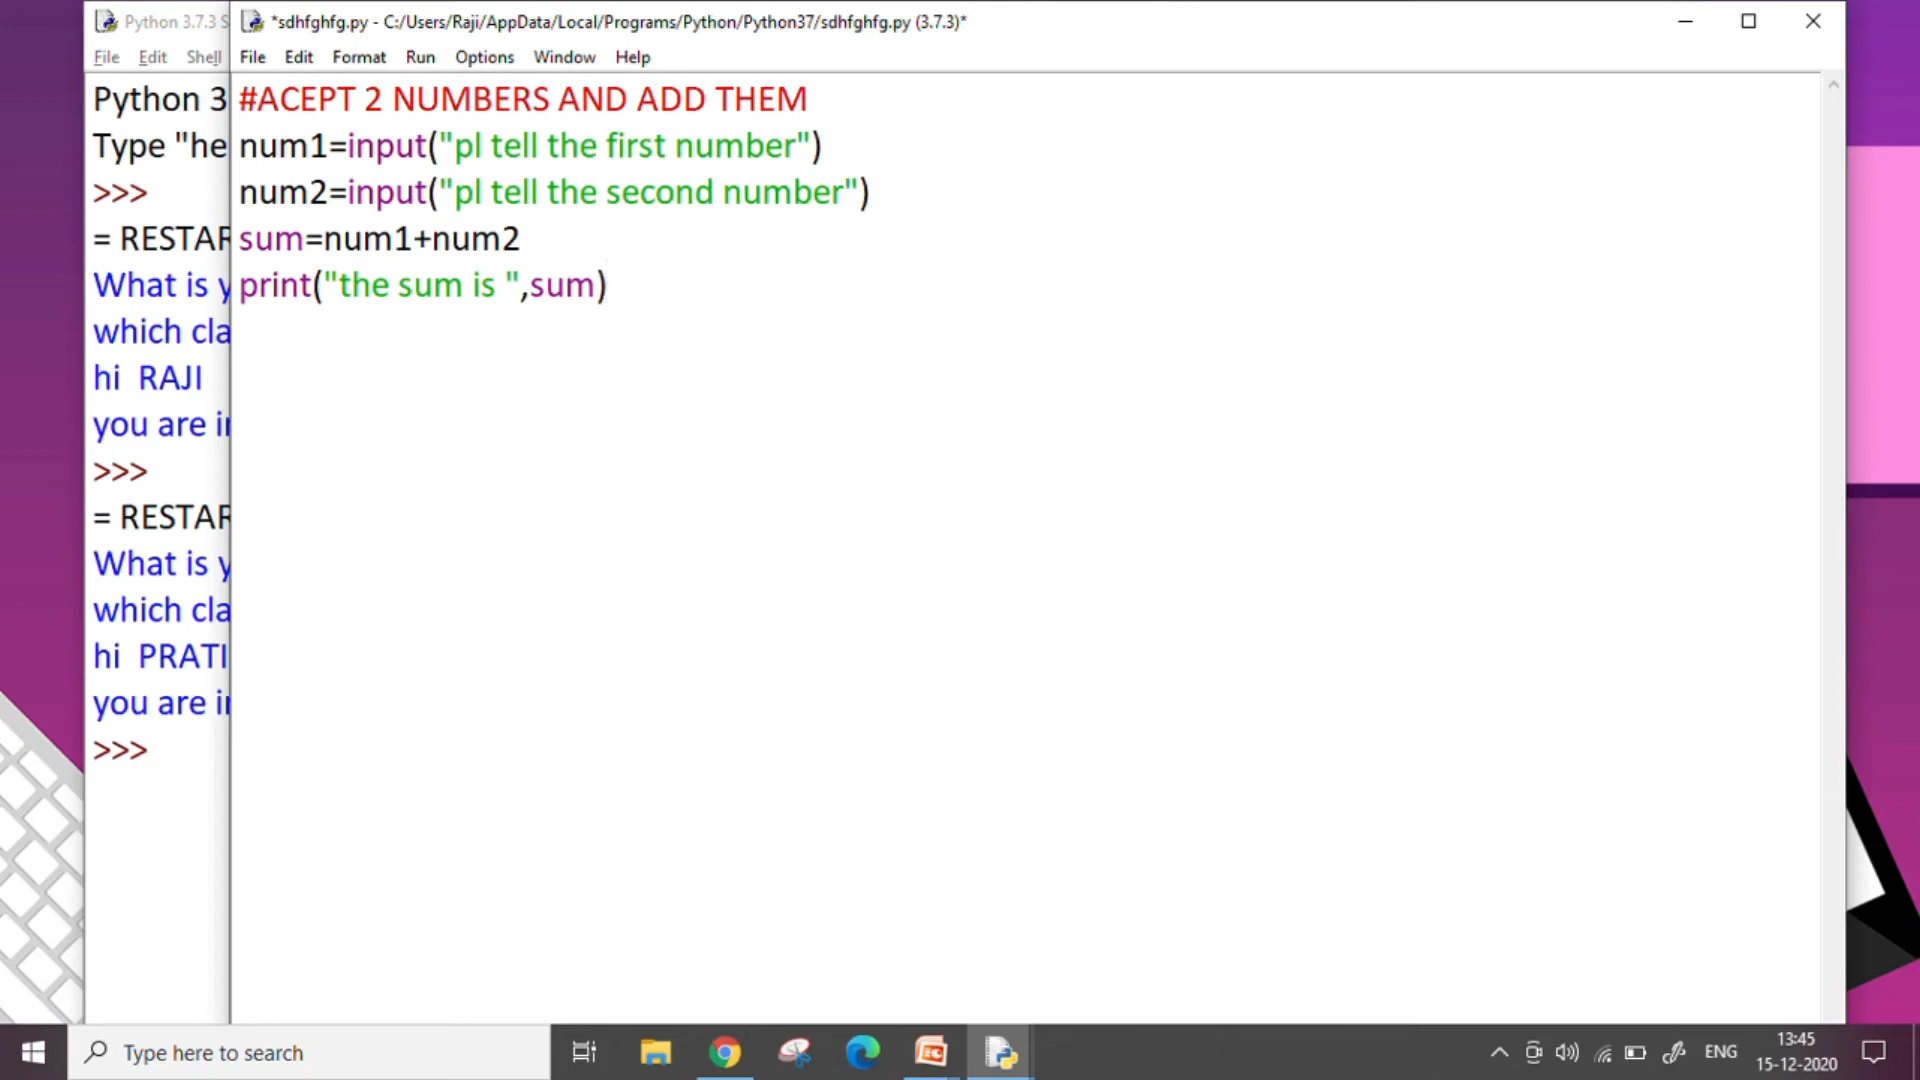 Python 3.7.3 S
*sdhfghfg.py - C:/Users/Raji/AppData/Local/Programs/Python/Python37/sdhfghfg.py (3.7.3)*
File Edit Shell
File Edit Format Run Options Window Help
Python 3
Type "he
>>>
= RESTAR
What is y
which cla
hi  RAJI
you are i
>>>
= RESTAR
What is y
which cla
hi  PRATI
you are i
>>>
#ACEPT 2 NUMBERS AND ADD THEM
num1=input("pl tell the first number")
num2=input("pl tell the second number")
sum=num1+num2
print("the sum is ",sum)
Type here to search
ENG
13:45
15-12-2020